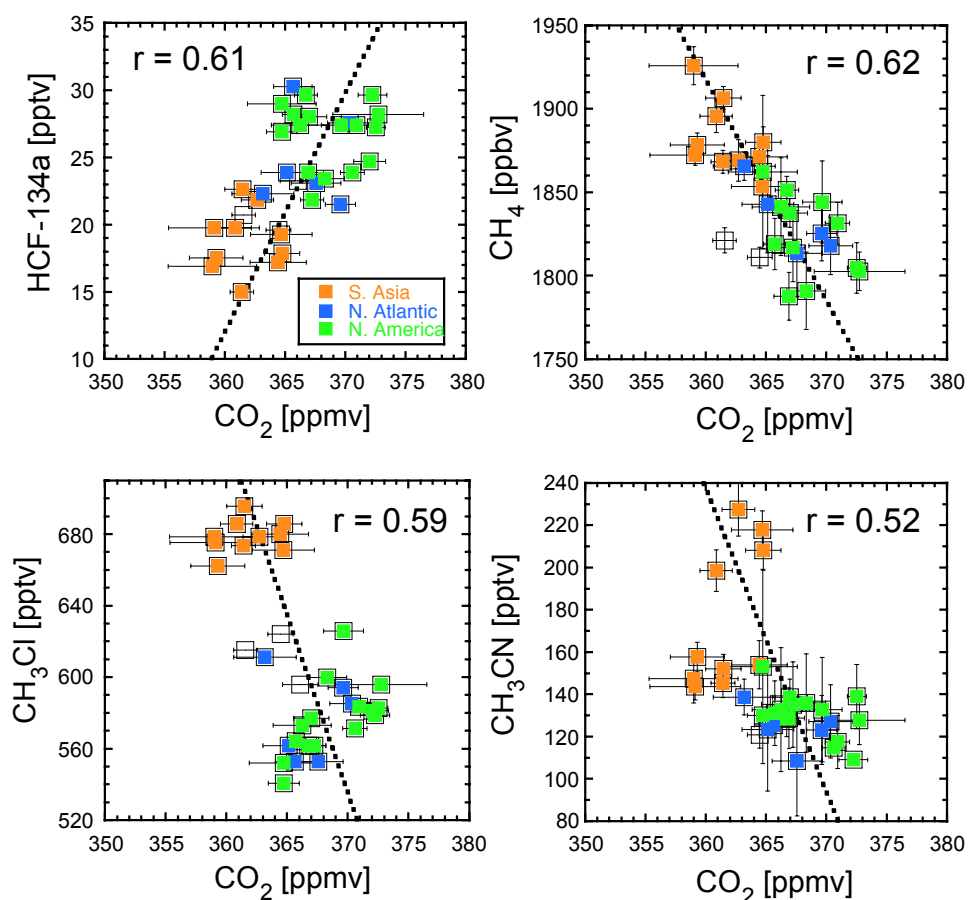 r = 0.61
HCF-134a [pptv]
35
30
25
20
15
10
S. Asia
N. Atlantic
N. America
350 355 360 365 370 375 380
CO2 [ppmv]
r = 0.62
CH4 [ppbv]
1950
1900
1850
1800
1750
350 355 360 365 370 375 380
CO2 [ppmv]
r = 0.59
CH3Cl [pptv]
680
640
600
560
520
350 355 360 365 370 375 380
CO2 [ppmv]
r = 0.52
CH3CN [pptv]
240
220
200
180
160
140
120
100
80
350 355 360 365 370 375 380
CO2 [ppmv]